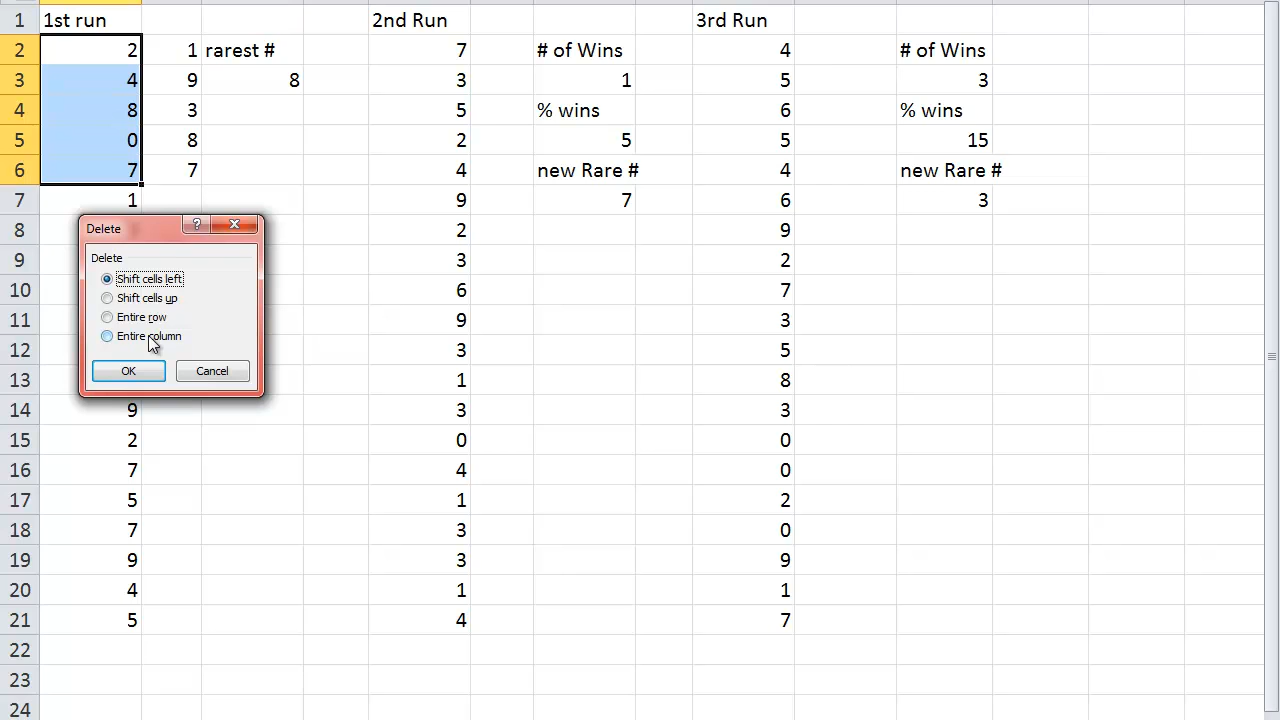 1 1st run 2nd Run 3rd Run
2 2 1 rarest # 7 # of Wins 4 # of Wins
3 4 9 8 3 1 5 3
4 8 3 5 % wins 6 % wins
5 0 8 2 5 5 15
6 7 7 4 new Rare # 4 new Rare #
7 1 9 7 6 3
Delete
8 2 9
Delete
9 3 2
Shift cells left
10 6 7
Shift cells up
Entire row
11 9 3
Entire column
12 3 5
OK Cancel
13 1 8
14 9 3 3
15 2 0 0
16 7 4 0
17 5 1 2
18 7 3 0
19 9 3 9
20 4 1 1
21 5 4 7
22
23
24